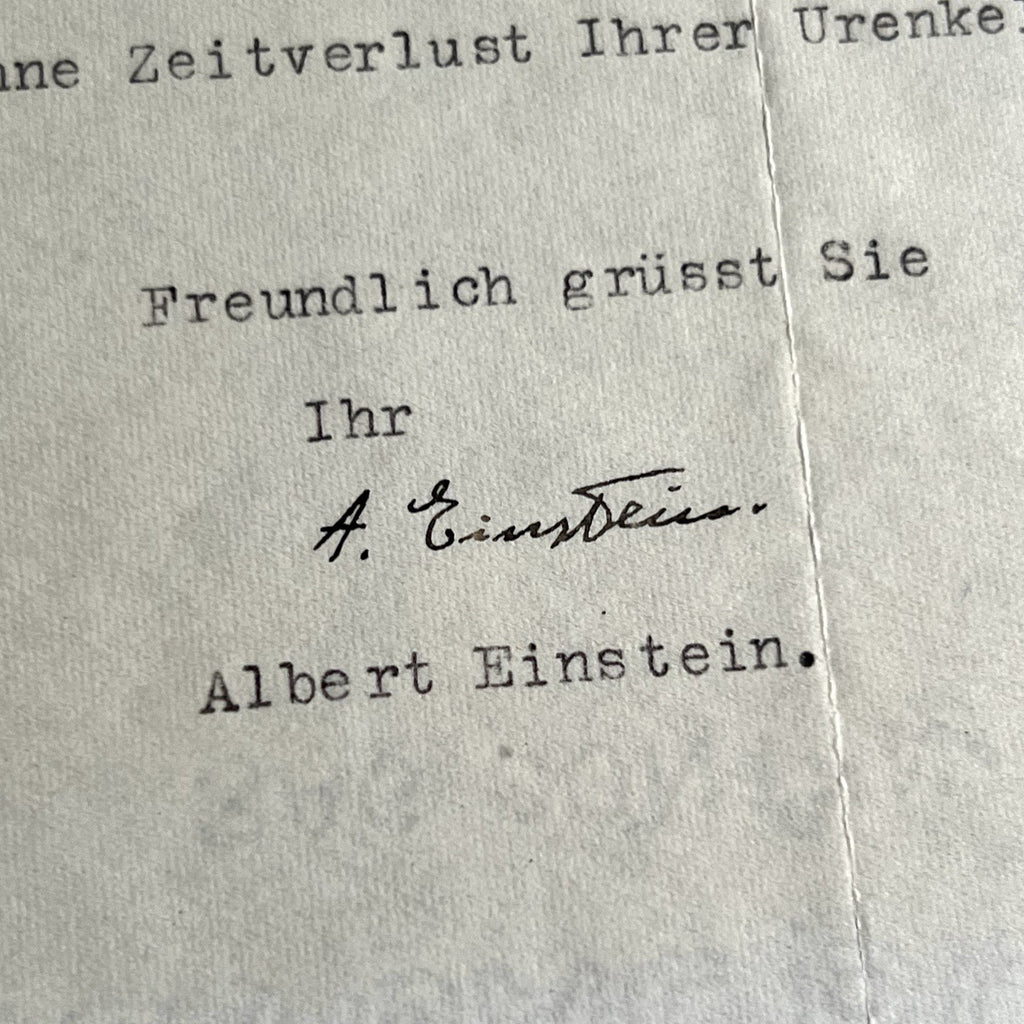 Zeitverlust Ihrer
Freundlich grüsst Sie
Ihr
A. Einstein.
Albert Einstein.